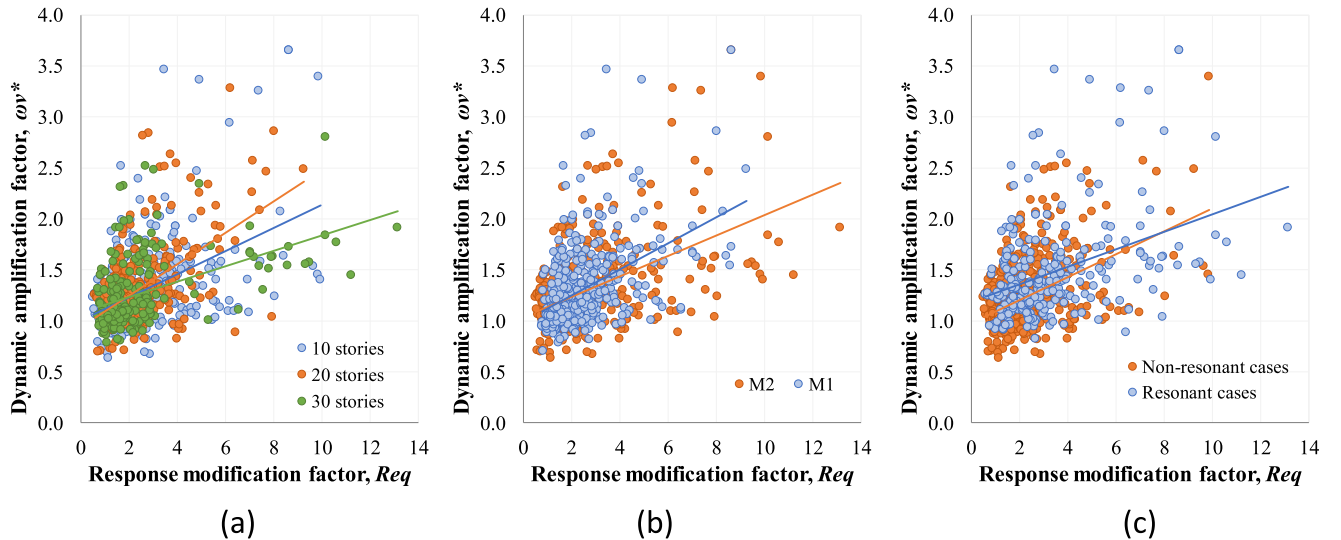 Dynamic amplification factor, ωv*
4.0
3.5
3.0
2.5
2.0
1.5
1.0
0.5
0.0
10 stories
20 stories
30 stories
0 2 4 6 8 10 12 14
Response modification factor, Req
(a)
Dynamic amplification factor, ωv*
4.0
3.5
3.0
2.5
2.0
1.5
1.0
0.5
0.0
M2 M1
0 2 4 6 8 10 12 14
Response modification factor, Req
(b)
Dynamic amplification factor, ωv*
4.0
3.5
3.0
2.5
2.0
1.5
1.0
0.5
0.0
Non-resonant cases
Resonant cases
0 2 4 6 8 10 12 14
Response modification factor, Req
(c)